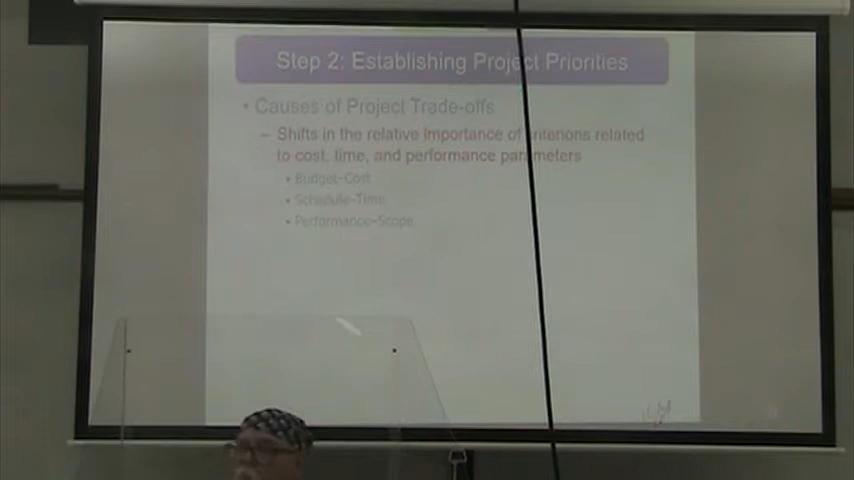 Step 2: Establishing Project Priorities
• Causes of Project Trade-offs
– Shifts in the relative importance of criterions related
to cost, time, and performance parameters
• Budget–Cost
• Schedule–Time
• Performance–Scope